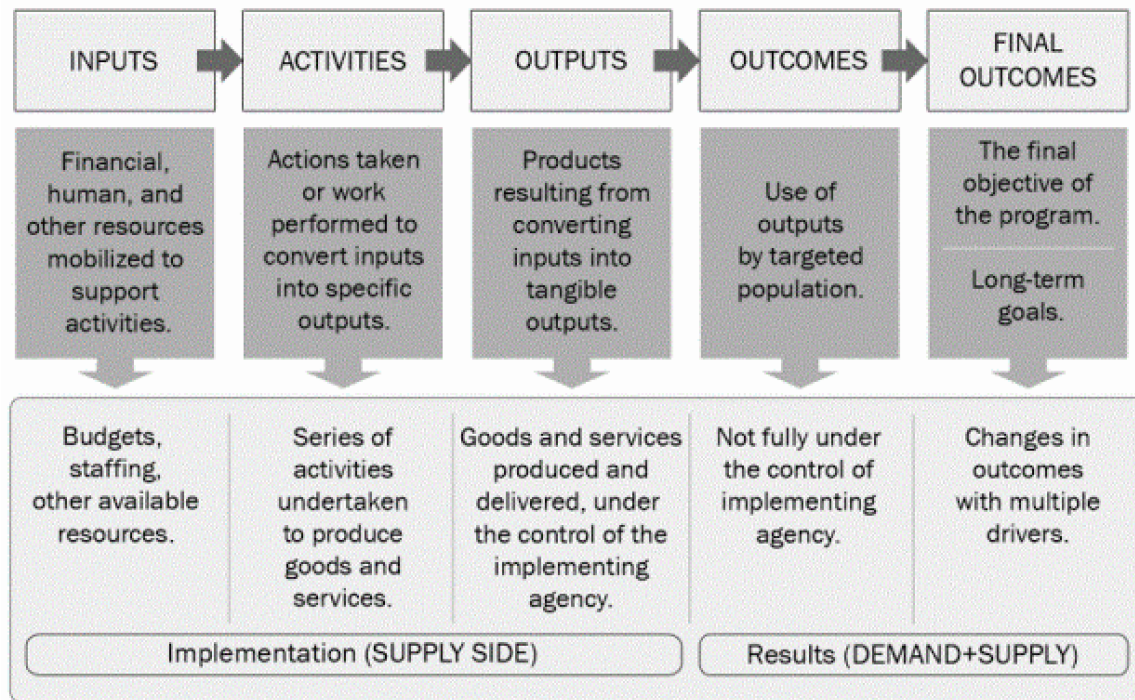 INPUTS
ACTIVITIES
OUTPUTS
OUTCOMES
FINAL
OUTCOMES
Financial,
human, and
other resources
mobilized to
support
activities.
Actions taken
or work
performed to
convert inputs
into specific
outputs.
Products
resulting from
converting
inputs into
tangible
outputs.
Use of
outputs
by targeted
population.
The final
objective of
the program.
Long-term
goals.
Budgets,
staffing,
other available
resources.
Series of
activities
undertaken
to produce
goods and
services.
Goods and services
produced and
delivered, under
the control of the
implementing
agency.
Not fully under
the control of
implementing
agency.
Changes in
outcomes
with multiple
drivers.
Implementation (SUPPLY SIDE)
Results (DEMAND+SUPPLY)